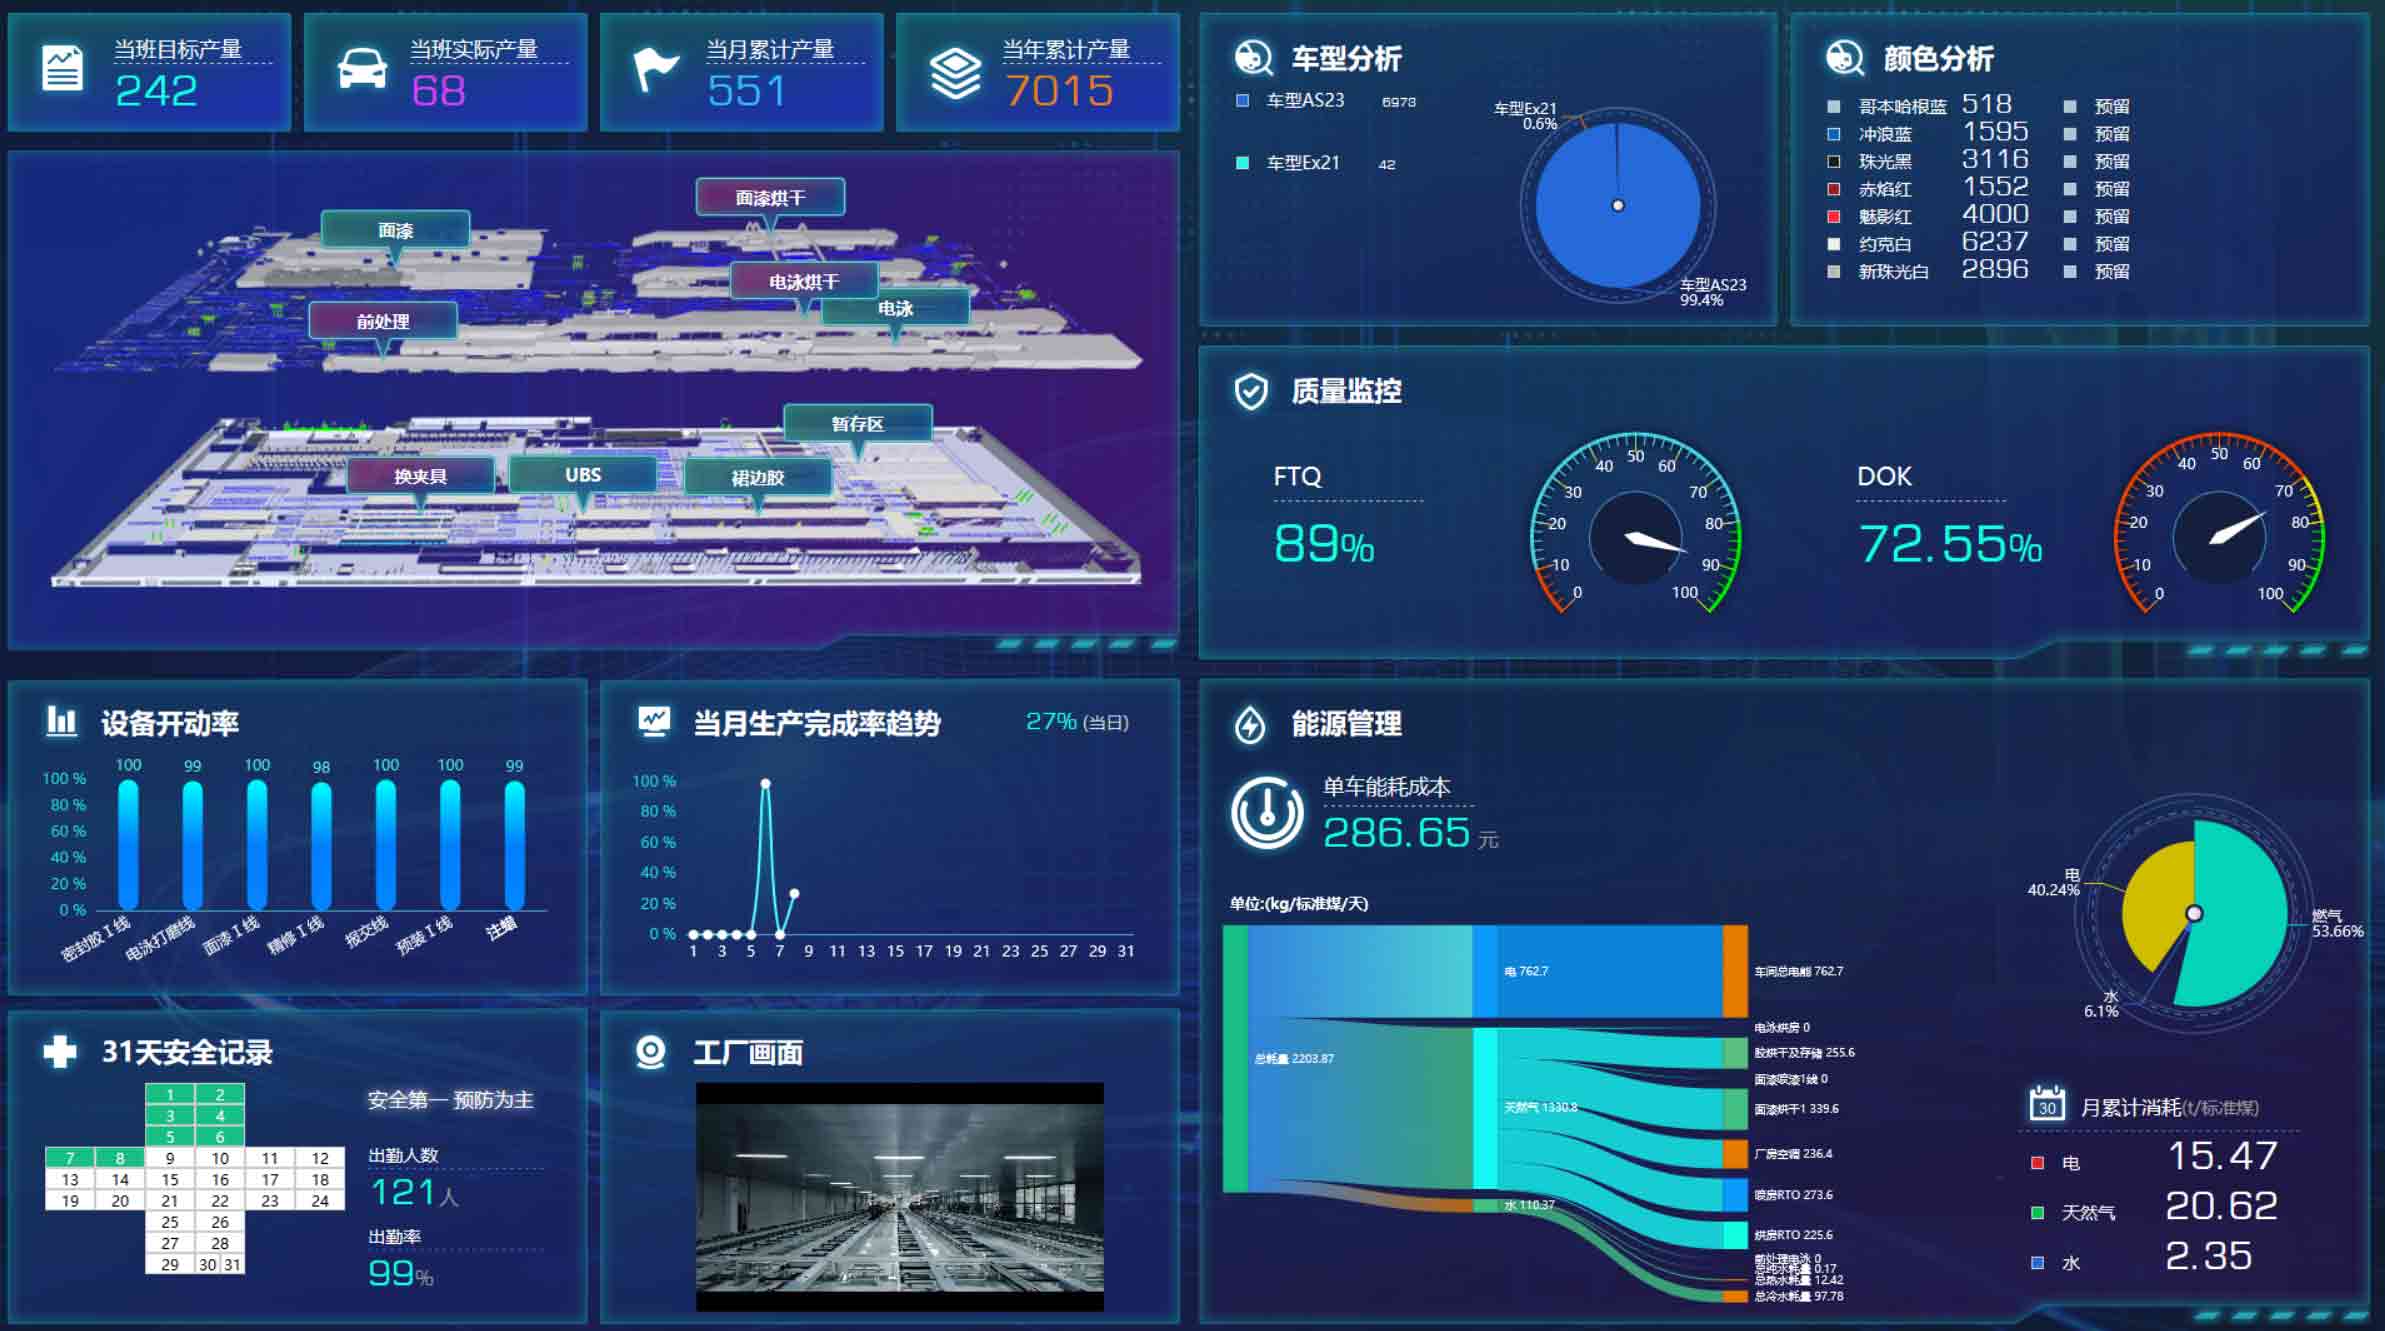 当班目标产量
242
当班实际产量
68
当月累计产量
551
当年累计产量
7015
面漆
面漆烘干
电泳烘干
电泳
前处理
暂存区
换夹具
UBS
裙边胶
车型分析
车型AS23 6973
车型Ex21 42
车型Ex21
0.6%
车型AS23
99.4%
颜色分析
哥本哈根蓝 518 预留
冲浪蓝 1595 预留
珠光黑 3116 预留
赤焰红 1552 预留
魅影红 4000 预留
约克白 6237 预留
新珠光白 2896 预留
质量监控
FTQ
89%
0 10 20 30 40 50 60 70 80 90 100
DOK
72.55%
0 10 20 30 40 50 60 70 80 90 100
设备开动率
100 99 100 98 100 100 99
100 %
80 %
60 %
40 %
20 %
0 %
密封胶 I 线 电泳打磨线 面漆 I 线 精修 I 线 报交线 预装 I 线 注蜡
当月生产完成率趋势 27% (当日)
100 %
80 %
60 %
40 %
20 %
0 %
1 3 5 7 9 11 13 15 17 19 21 23 25 27 29 31
31天安全记录
1 2
3 4
5 6
7 8 9 10 11 12
13 14 15 16 17 18
19 20 21 22 23 24
25 26
27 28
29 30 31
安全第一 预防为主
出勤人数
121人
出勤率
99%
工厂画面
能源管理
单车能耗成本
286.65 元
单位:(kg/标准煤/天)
总耗量 2203.87
电 762.7
天然气 1330.8
水 110.37
车间总电能 762.7
电泳烘房 0
胶烘干及存储 255.6
面漆喷漆1线 0
面漆烘干1 339.6
厂房空调 236.4
喷房RTO 273.6
烘房RTO 225.6
前处理电泳 0
总纯水耗量 0.17
总热水耗量 12.42
总冷水耗量 97.78
电
40.24%
燃气
53.66%
水
6.1%
30
月累计消耗(t/标准煤)
电 15.47
天然气 20.62
水 2.35